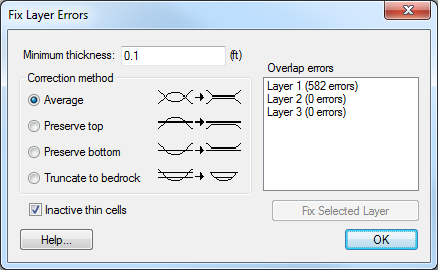 Fix Layer Errors
Minimum thickness: 0.1 (ft)
Correction method
Average
Preserve top
Preserve bottom
Truncate to bedrock
Overlap errors
Layer 1 (582 errors)
Layer 2 (0 errors)
Layer 3 (0 errors)
Inactive thin cells
Fix Selected Layer
Help...
OK